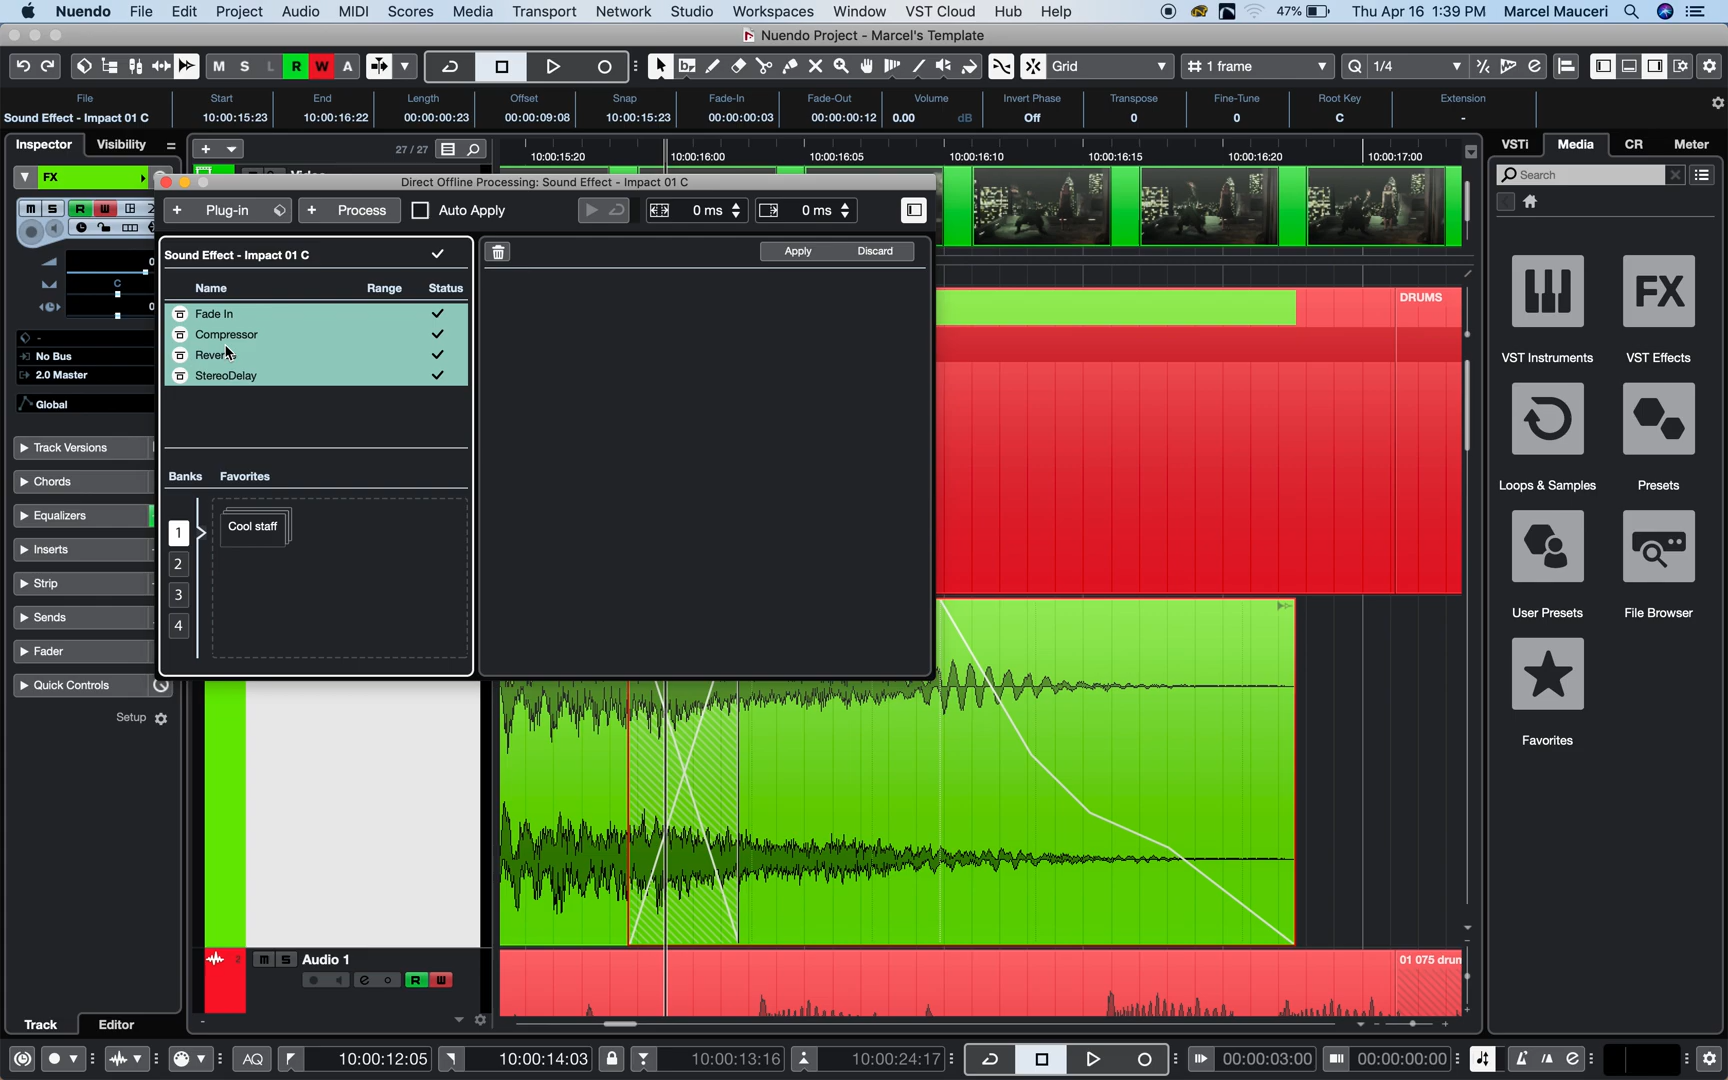 Nuendo File Edit Project Audio MIDI Scores Media Transport Network Studio Workspaces Window VST Cloud Hub Help 47% Thu Apr 16 1:39 PM Marcel Mauceri
Nuendo Project - Marcel's Template
M S L R W A Grid 1 frame Q 1/4
File Start End Length Offset Snap Fade-In Fade-Out Volume Invert Phase Transpose Fine-Tune Root Key Extension
Sound Effect - Impact 01 C 10:00:15:23 10:00:16:22 00:00:00:23 00:00:09:08 10:00:15:23 00:00:00:03 00:00:00:12 0.00 dB Off 0 0 C -
Inspector Visibility 27 / 27 10:00:15:20 10:00:16:00 10:00:16:05 10:00:16:10 10:00:16:15 10:00:16:20 10:00:17:00 VSTi Media CR Meter
FX
Direct Offline Processing: Sound Effect - Impact 01 C
Search
+ Plug-in + Process Auto Apply 0 ms 0 ms
m S R W
Sound Effect - Impact 01 C
Apply Discard
Name Range Status
Fade In
Compressor
StereoDelay
DRUMS
C
No Bus
2.0 Master
Global
VST Instruments VST Effects
Track Versions
Chords
Equalizers
Inserts
Strip
Sends
Fader
Quick Controls
Setup
Banks Favorites
1 Cool staff
2
3
4
Loops & Samples Presets
User Presets File Browser
Favorites
2 m S Audio 1
e R W
01 075 drum
Track Editor
AQ 10:00:12:05 10:00:14:03 10:00:13:16 10:00:24:17 00:00:03:00 00:00:00:00